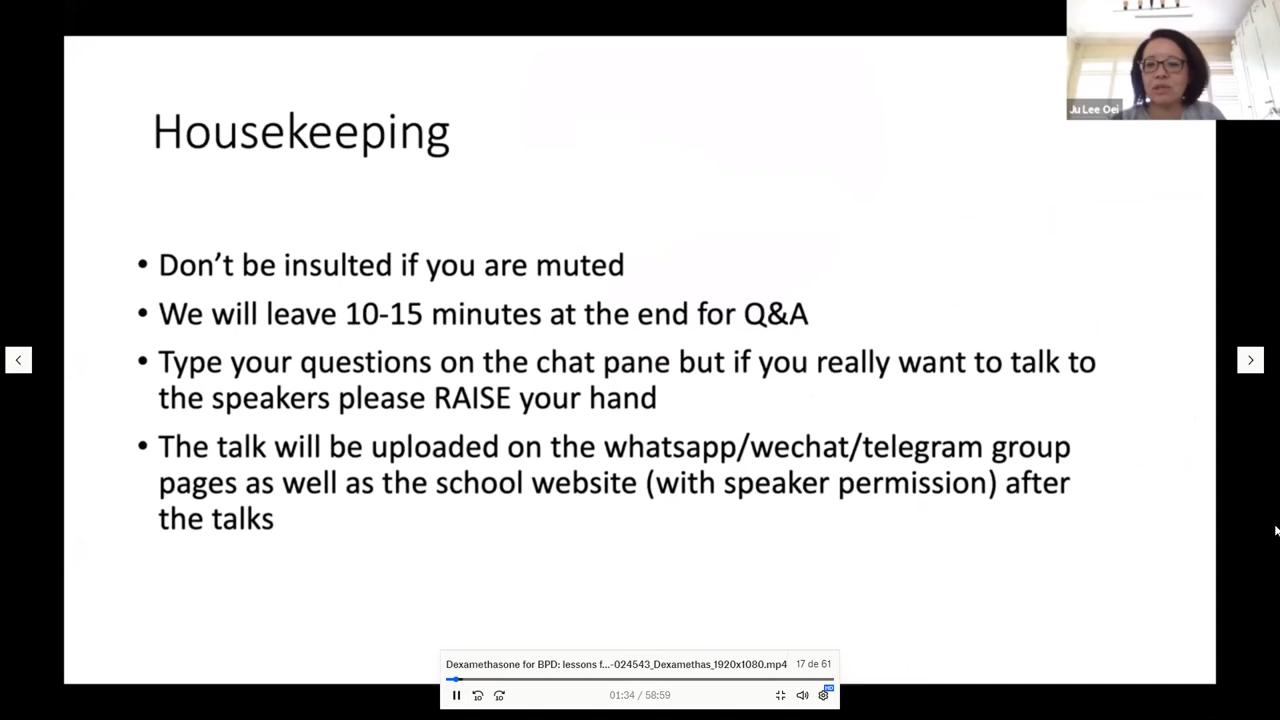 Ju Lee Oei
Housekeeping
• Don't be insulted if you are muted
• We will leave 10-15 minutes at the end for Q&A
• Type your questions on the chat pane but if you really want to talk to
the speakers please RAISE your hand
• The talk will be uploaded on the whatsapp/wechat/telegram group
pages as well as the school website (with speaker permission) after
the talks
Dexamethasone for BPD: lessons f...-024543_Dexamethas_1920x1080.mp4 17 de 61
10 10 01:34 / 58:59 HD